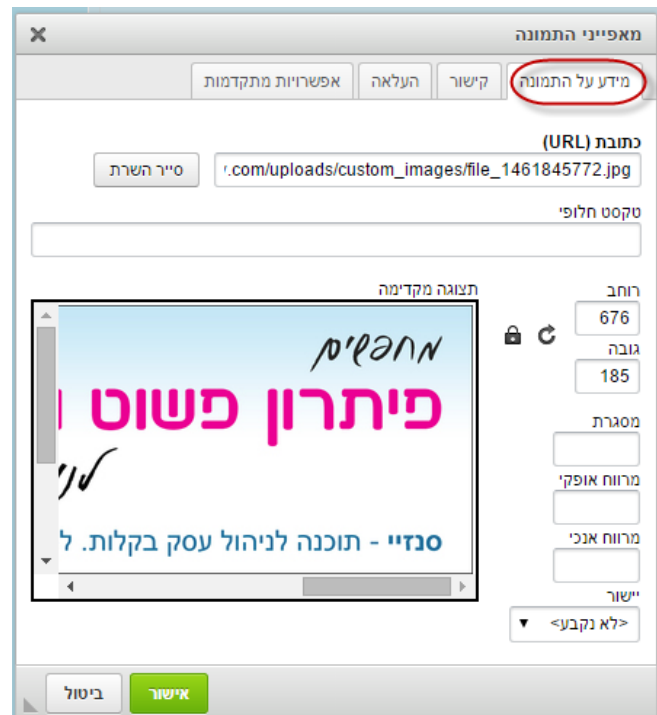 מאפייני התמונה
מידע על התמונה קישור העלאה אפשרויות מתקדמות
כתובת (URL)
.com/uploads/custom_images/file_1461845772.jpg סייר השרת
טקסט חלופי
רוחב
676
גובה
185
מסגרת
מרווח אופקי
מרווח אנכי
יישור
<לא נקבע>
תצוגה מקדימה
מחפשים
פיתרון פשוט
סנזיי - תוכנה לניהול עסק בקלות. ל
אישור ביטול